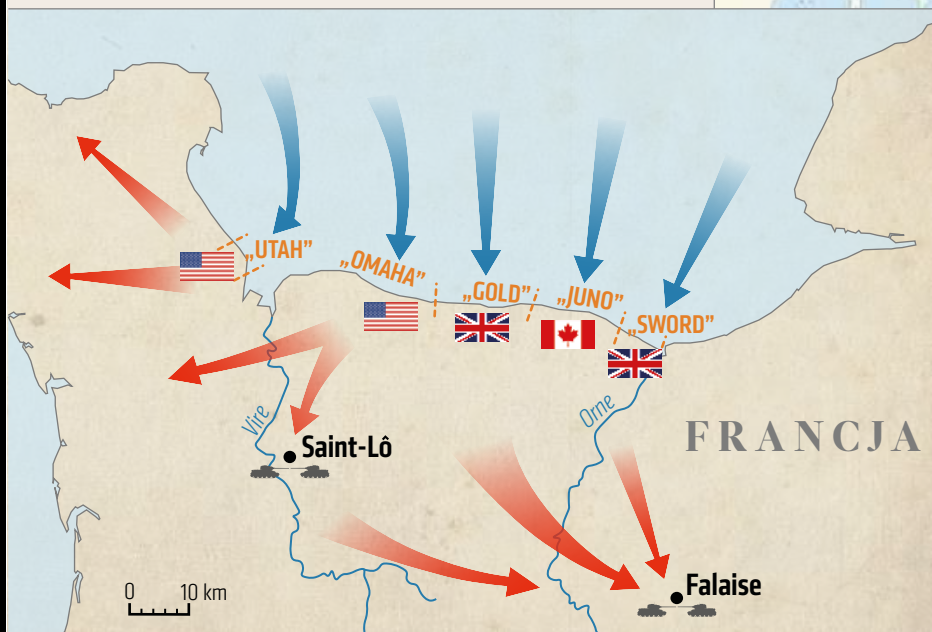 „UTAH”
„OMAHA”
„GOLD”
„JUNO”
„SWORD”
Vire
Orne
FRANCJA
Saint-Lô
Falaise
0 10 km